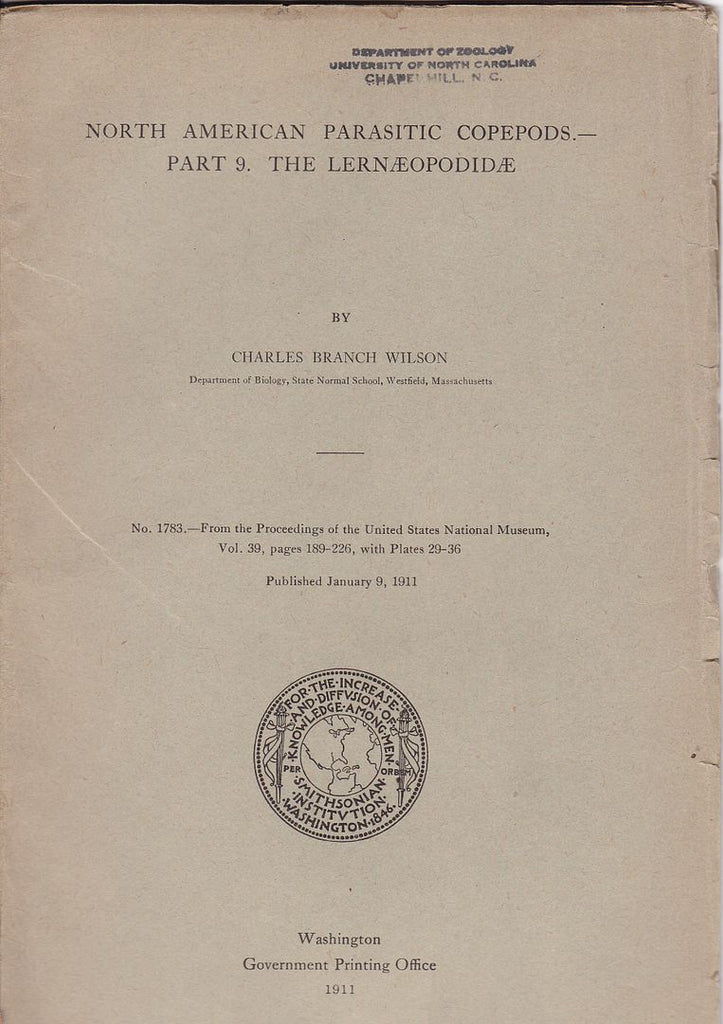 DEPARTMENT OF ZOOLOGY
UNIVERSITY OF NORTH CAROLINA
CHAPEL HILL, N. C.
NORTH AMERICAN PARASITIC COPEPODS.—
PART 9. THE LERNÆOPODIDÆ
BY
CHARLES BRANCH WILSON
Department of Biology, State Normal School, Westfield, Massachusetts
No. 1783.—From the Proceedings of the United States National Museum,
Vol. 39, pages 189–226, with Plates 29–36
Published January 9, 1911
FOR·THE·INCREASE
·AND·DIFFVSION·OF·
KNOWLEDGE·AMONG·MEN·
PER ORBEM
·SMITHSONIAN·
·INSTITVTION·
·WASHINGTON·1846·
Washington
Government Printing Office
1911